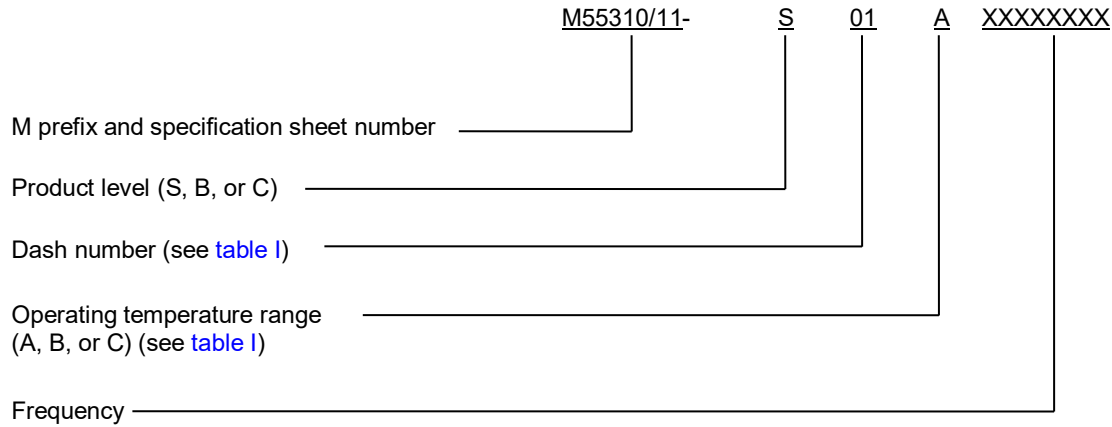 M55310/11- S 01 A XXXXXXXX
M prefix and specification sheet number
Product level (S, B, or C)
Dash number (see table I)
Operating temperature range
(A, B, or C) (see table I)
Frequency